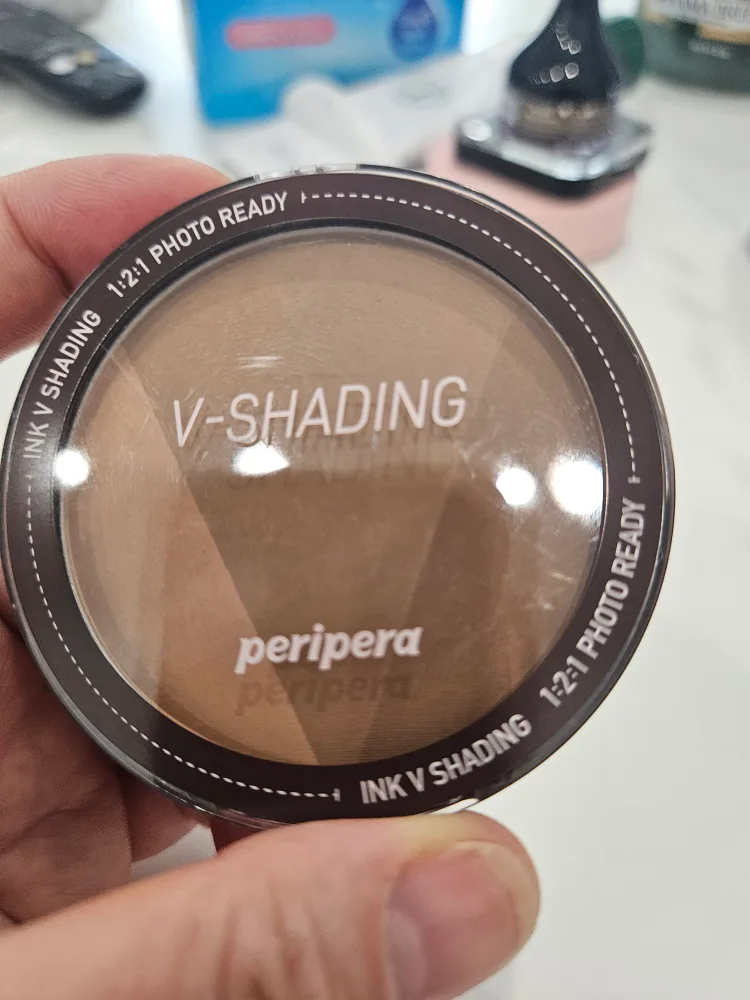 1:2:1 PHOTO READY
INK V SHADING
V-SHADING
peripera
1:2:1 PHOTO READY
INK V SHADING